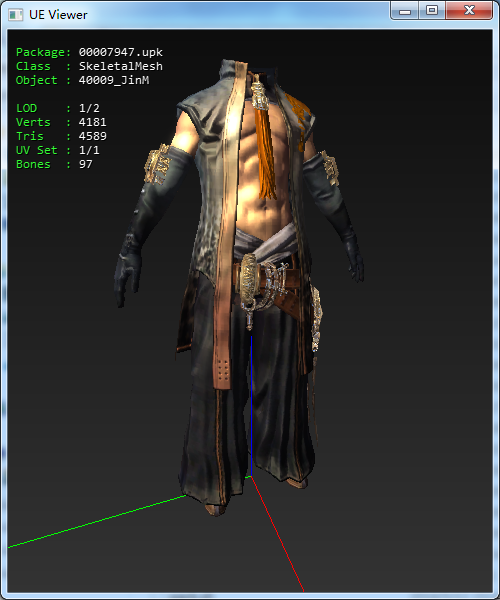 UE Viewer
Package: 00007947.upk
Class : SkeletalMesh
Object : 40009_JinM
LOD : 1/2
Verts : 4181
Tris : 4589
UV Set : 1/1
Bones : 97